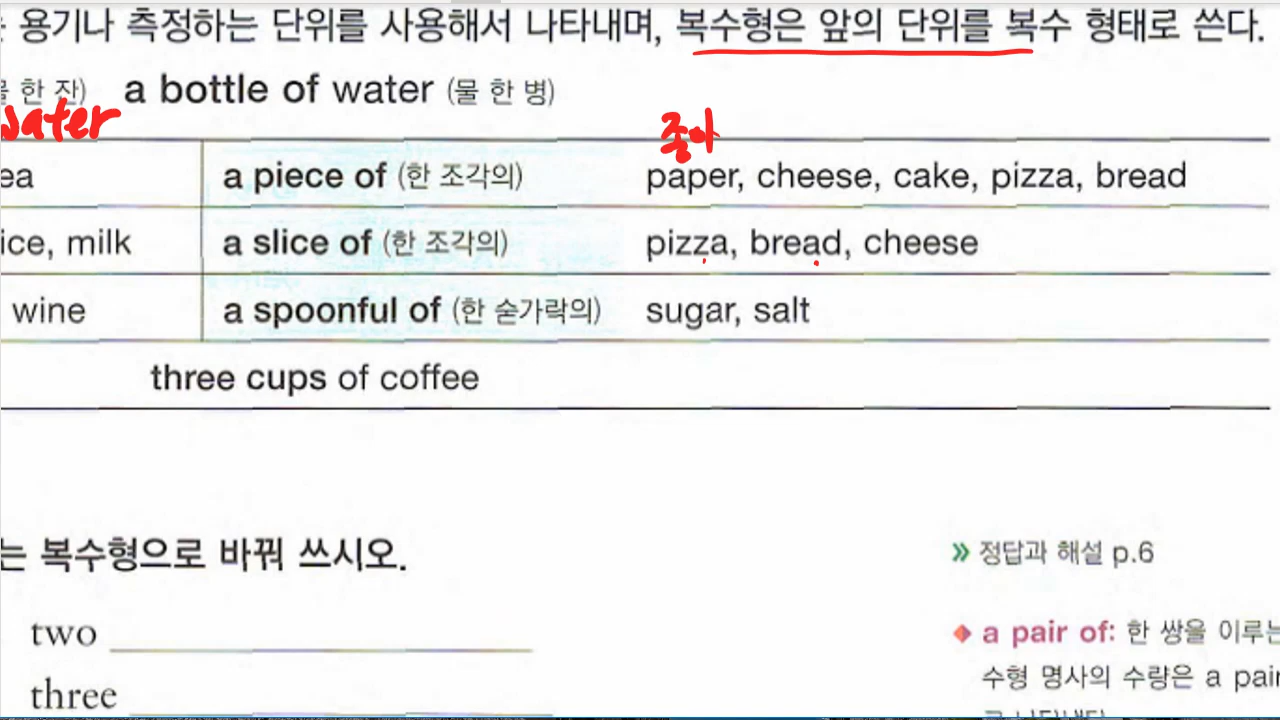 용기나 측정하는 단위를 사용해서 나타내며, 복수형은 앞의 단위를 복수 형태로 쓴다.
한 잔) a bottle of water (물 한 병)
water 종이
a piece of (한 조각의) paper, cheese, cake, pizza, bread
milk a slice of (한 조각의) pizza, bread, cheese
wine a spoonful of (한 숟가락의) sugar, salt
three cups of coffee
는 복수형으로 바꿔 쓰시오.
» 정답과 해설 p.6
two
◆ a pair of: 한 쌍을 이루는
three
수형 명사의 수량은 a pair